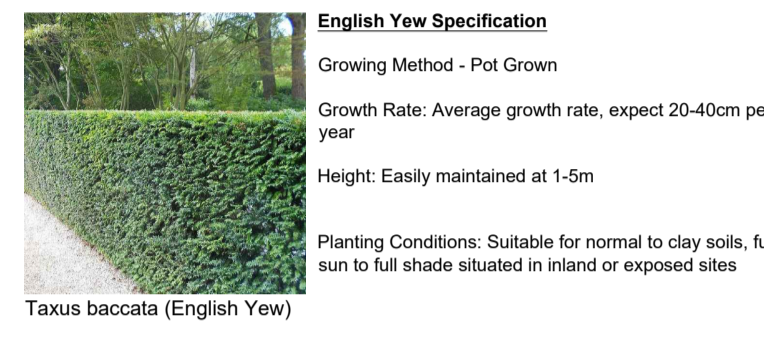 English Yew Specification
Growing Method - Pot Grown
Growth Rate: Average growth rate, expect 20-40cm pe
year
Height: Easily maintained at 1-5m
Planting Conditions: Suitable for normal to clay soils, fu
sun to full shade situated in inland or exposed sites
Taxus baccata (English Yew)